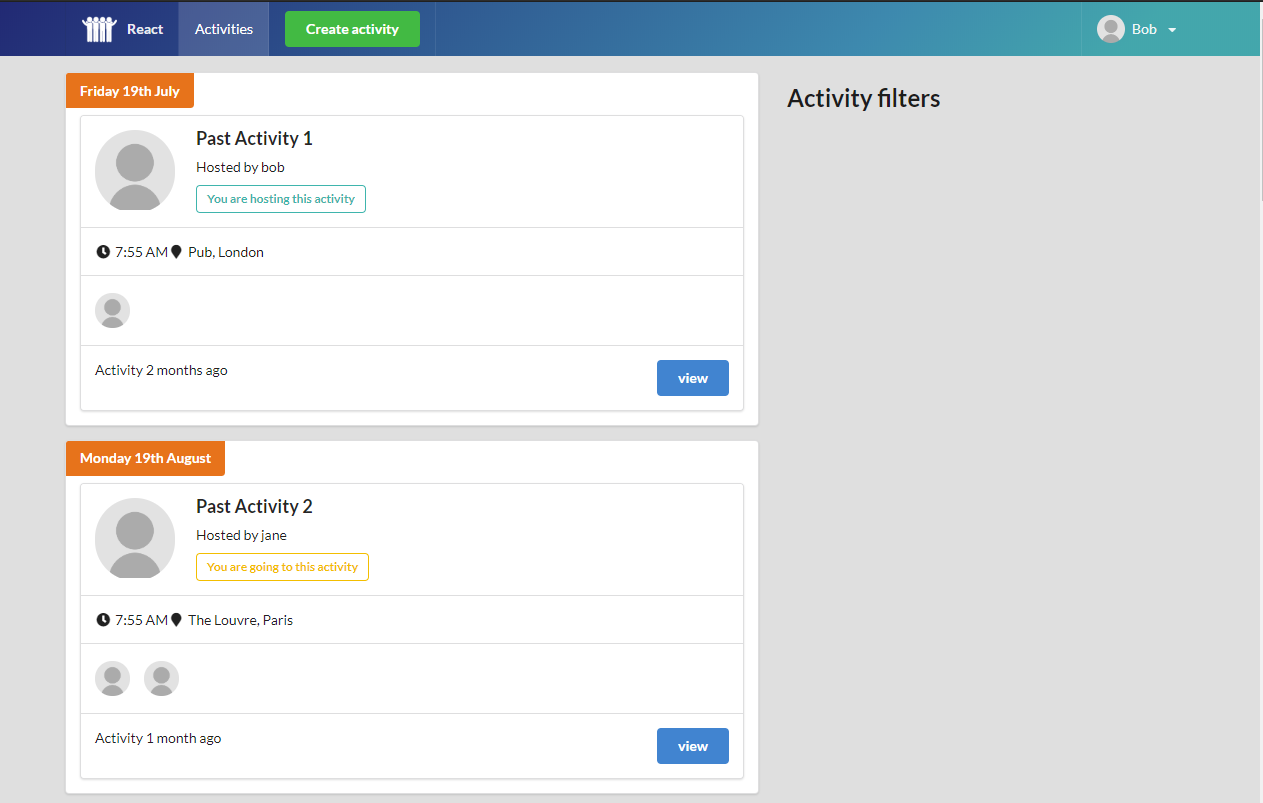 React
Activities
Create activity
Bob
Friday 19th July
Past Activity 1
Hosted by bob
You are hosting this activity
7:55 AM Pub, London
Activity 2 months ago
view
Monday 19th August
Past Activity 2
Hosted by jane
You are going to this activity
7:55 AM The Louvre, Paris
Activity 1 month ago
view
Activity filters